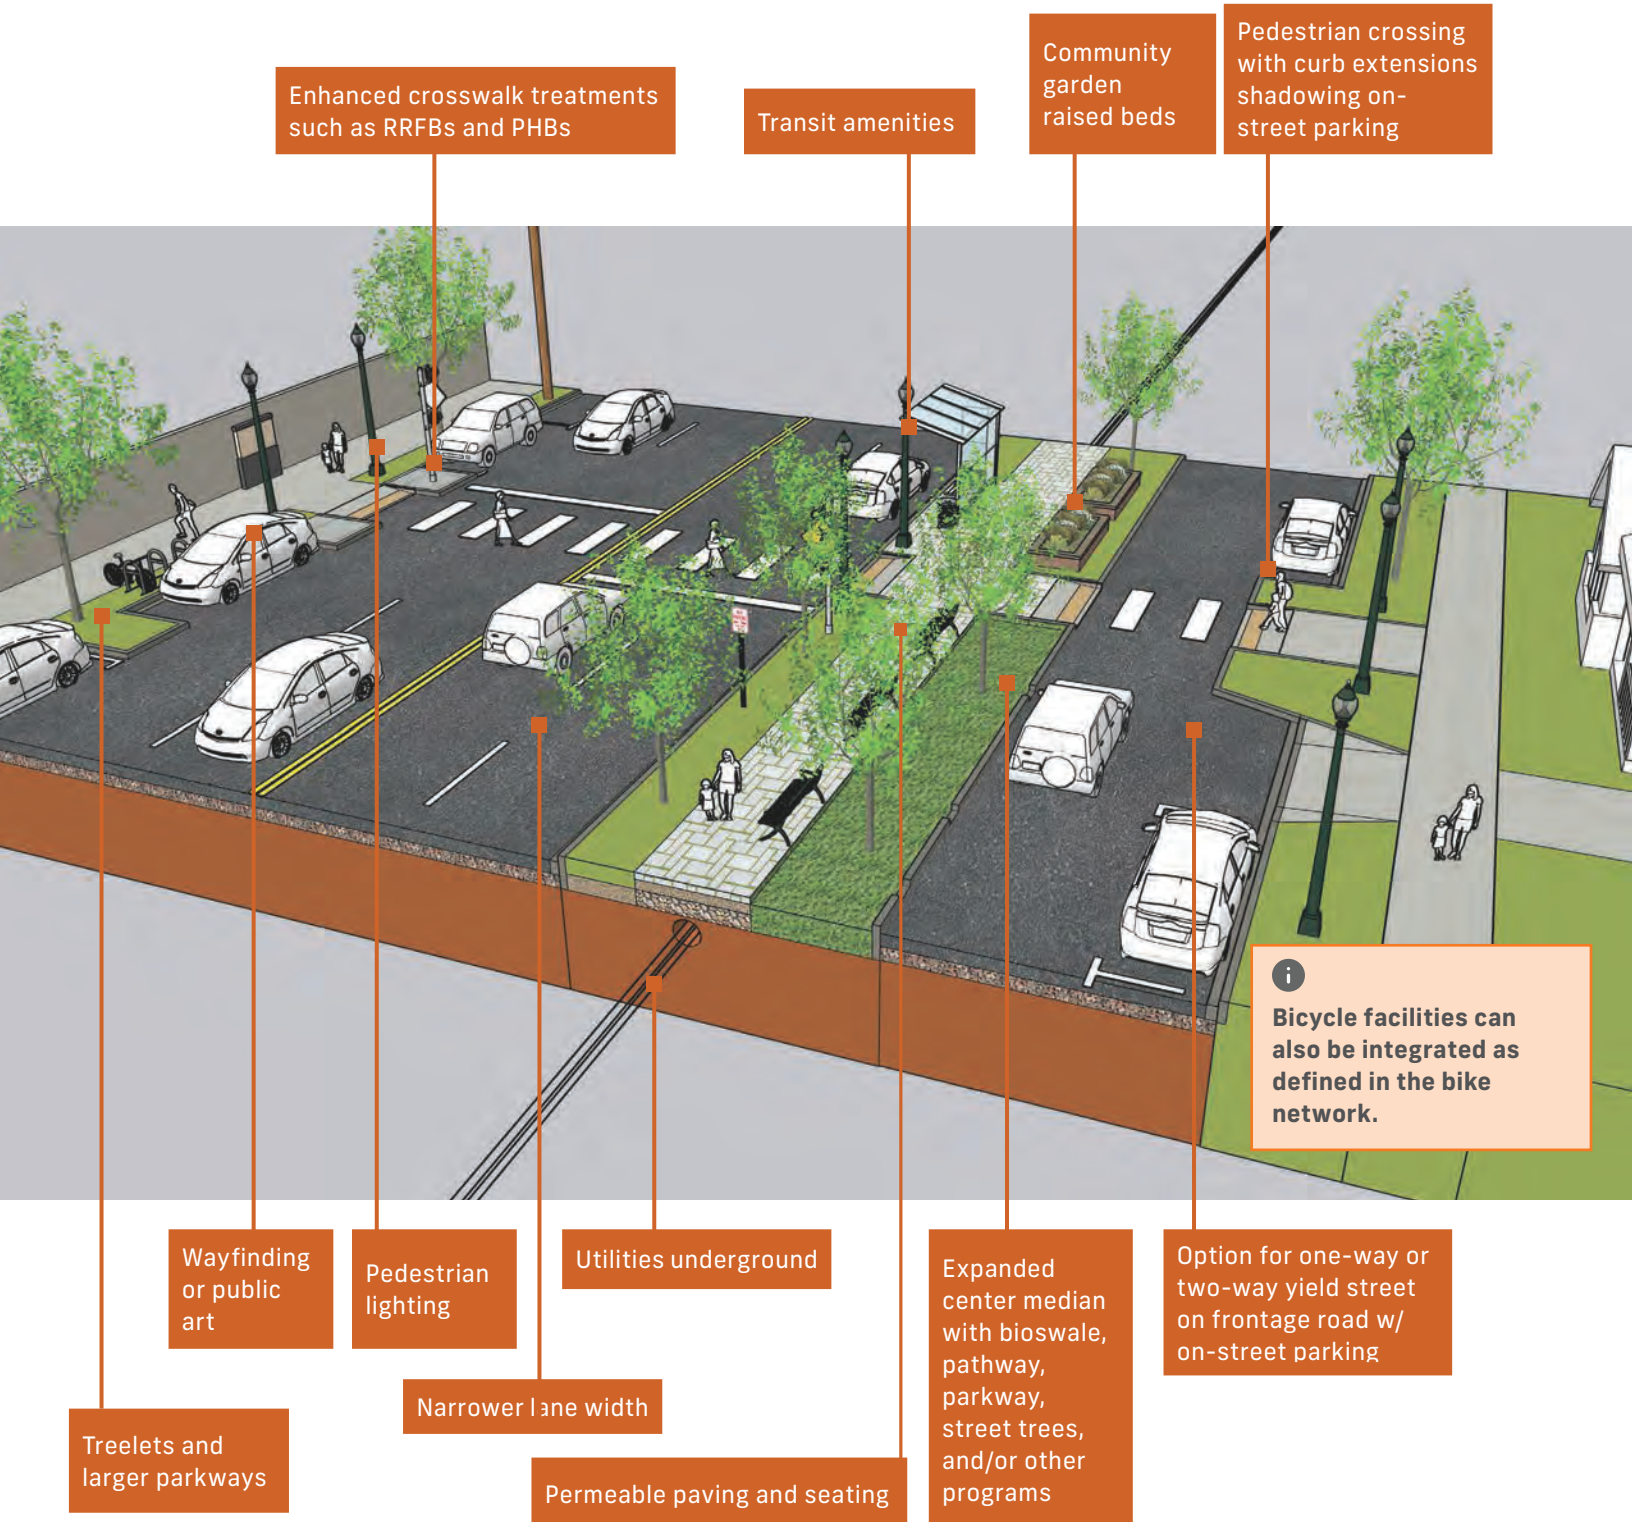 Enhanced crosswalk treatments
such as RRFBs and PHBs
Transit amenities
Community
garden
raised beds
Pedestrian crossing
with curb extensions
shadowing on-
street parking
Bicycle facilities can
also be integrated as
defined in the bike
network.
Wayfinding
or public
art
Pedestrian
lighting
Utilities underground
Expanded
center median
with bioswale,
pathway,
parkway,
street trees,
and/or other
programs
Option for one-way or
two-way yield street
on frontage road w/
on-street parking
Narrower lane width
Treelets and
larger parkways
Permeable paving and seating